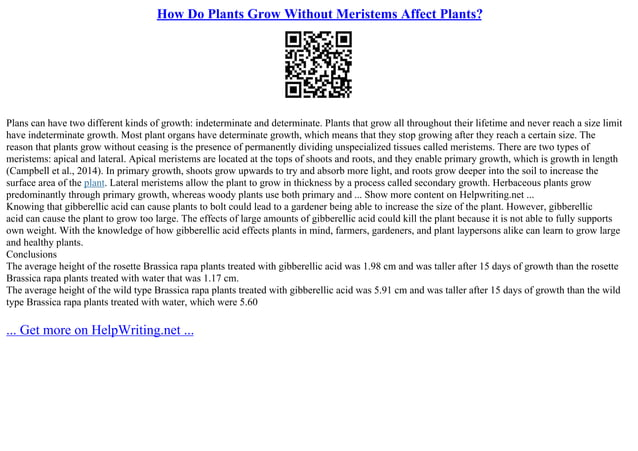 How Do Plants Grow Without Meristems Affect Plants?
Plans can have two different kinds of growth: indeterminate and determinate. Plants that grow all throughout their lifetime and never reach a size limit
have indeterminate growth. Most plant organs have determinate growth, which means that they stop growing after they reach a certain size. The
reason that plants grow without ceasing is the presence of permanently dividing unspecialized tissues called meristems. There are two types of
meristems: apical and lateral. Apical meristems are located at the tops of shoots and roots, and they enable primary growth, which is growth in length
(Campbell et al., 2014). In primary growth, shoots grow upwards to try and absorb more light, and roots grow deeper into the soil to increase the
surface area of the plant. Lateral meristems allow the plant to grow in thickness by a process called secondary growth. Herbaceous plants grow
predominantly through primary growth, whereas woody plants use both primary and ... Show more content on Helpwriting.net ...
Knowing that gibberellic acid can cause plants to bolt could lead to a gardener being able to increase the size of the plant. However, gibberellic
acid can cause the plant to grow too large. The effects of large amounts of gibberellic acid could kill the plant because it is not able to fully supports
own weight. With the knowledge of how gibberellic acid effects plants in mind, farmers, gardeners, and plant laypersons alike can learn to grow large
and healthy plants.
Conclusions
The average height of the rosette Brassica rapa plants treated with gibberellic acid was 1.98 cm and was taller after 15 days of growth than the rosette
Brassica rapa plants treated with water that was 1.17 cm.
The average height of the wild type Brassica rapa plants treated with gibberellic acid was 5.91 cm and was taller after 15 days of growth than the wild
type Brassica rapa plants treated with water, which were 5.60
... Get more on HelpWriting.net ...